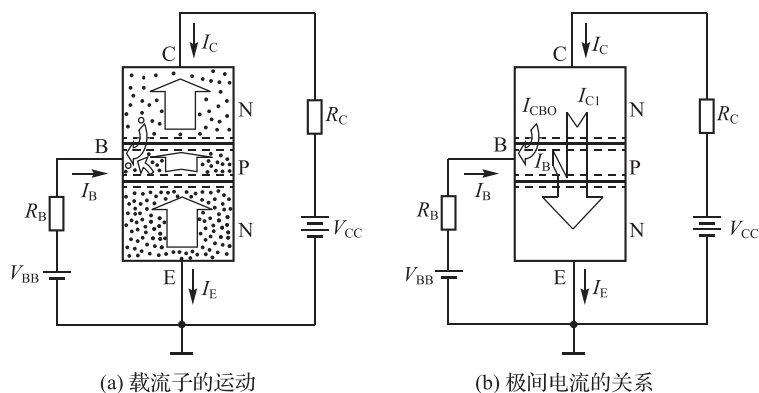 C
I_C
N
R_C
B
P
I_B
R_B
N
V_CC
V_BB
E
I_E
(a) 载流子的运动
C
I_C
I_C1
I_CBO
N
R_C
B
I_B
P
I_B
R_B
N
V_CC
V_BB
E
I_E
(b) 极间电流的关系